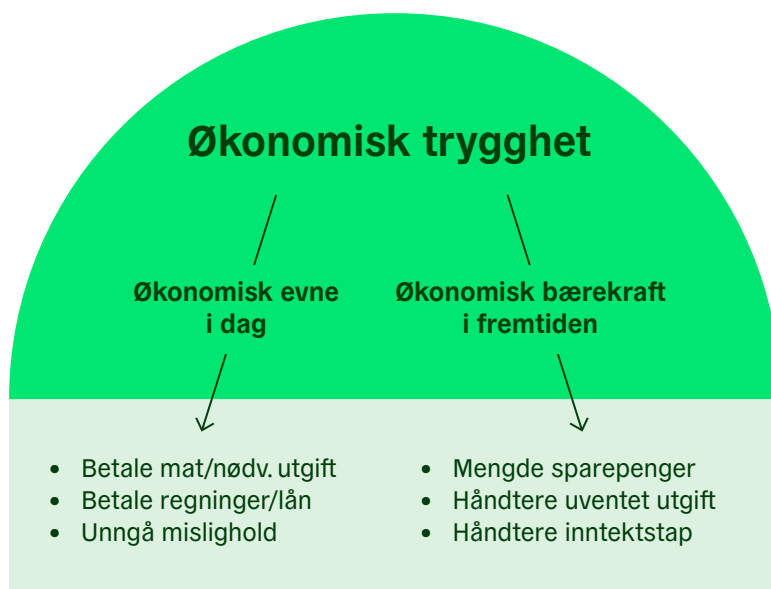 Økonomisk trygghet
Økonomisk evne
i dag
Økonomisk bærekraft
i fremtiden
• Betale mat/nødv. utgift
• Betale regninger/lån
• Unngå mislighold
• Mengde sparepenger
• Håndtere uventet utgift
• Håndtere inntektstap